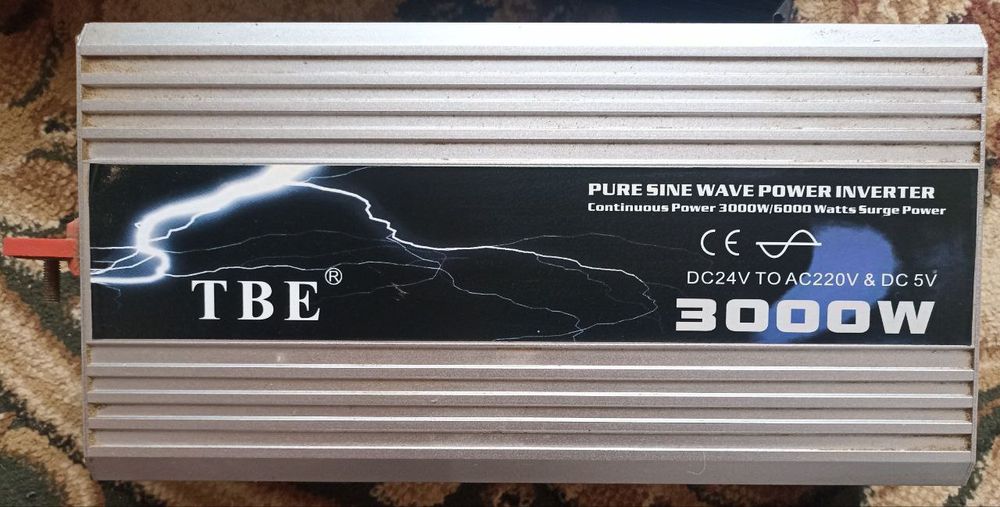 PURE SINE WAVE POWER INVERTER
Continuous Power 3000W/6000 Watts Surge Power
CE
DC24V TO AC220V & DC 5V
TBE®
3000W